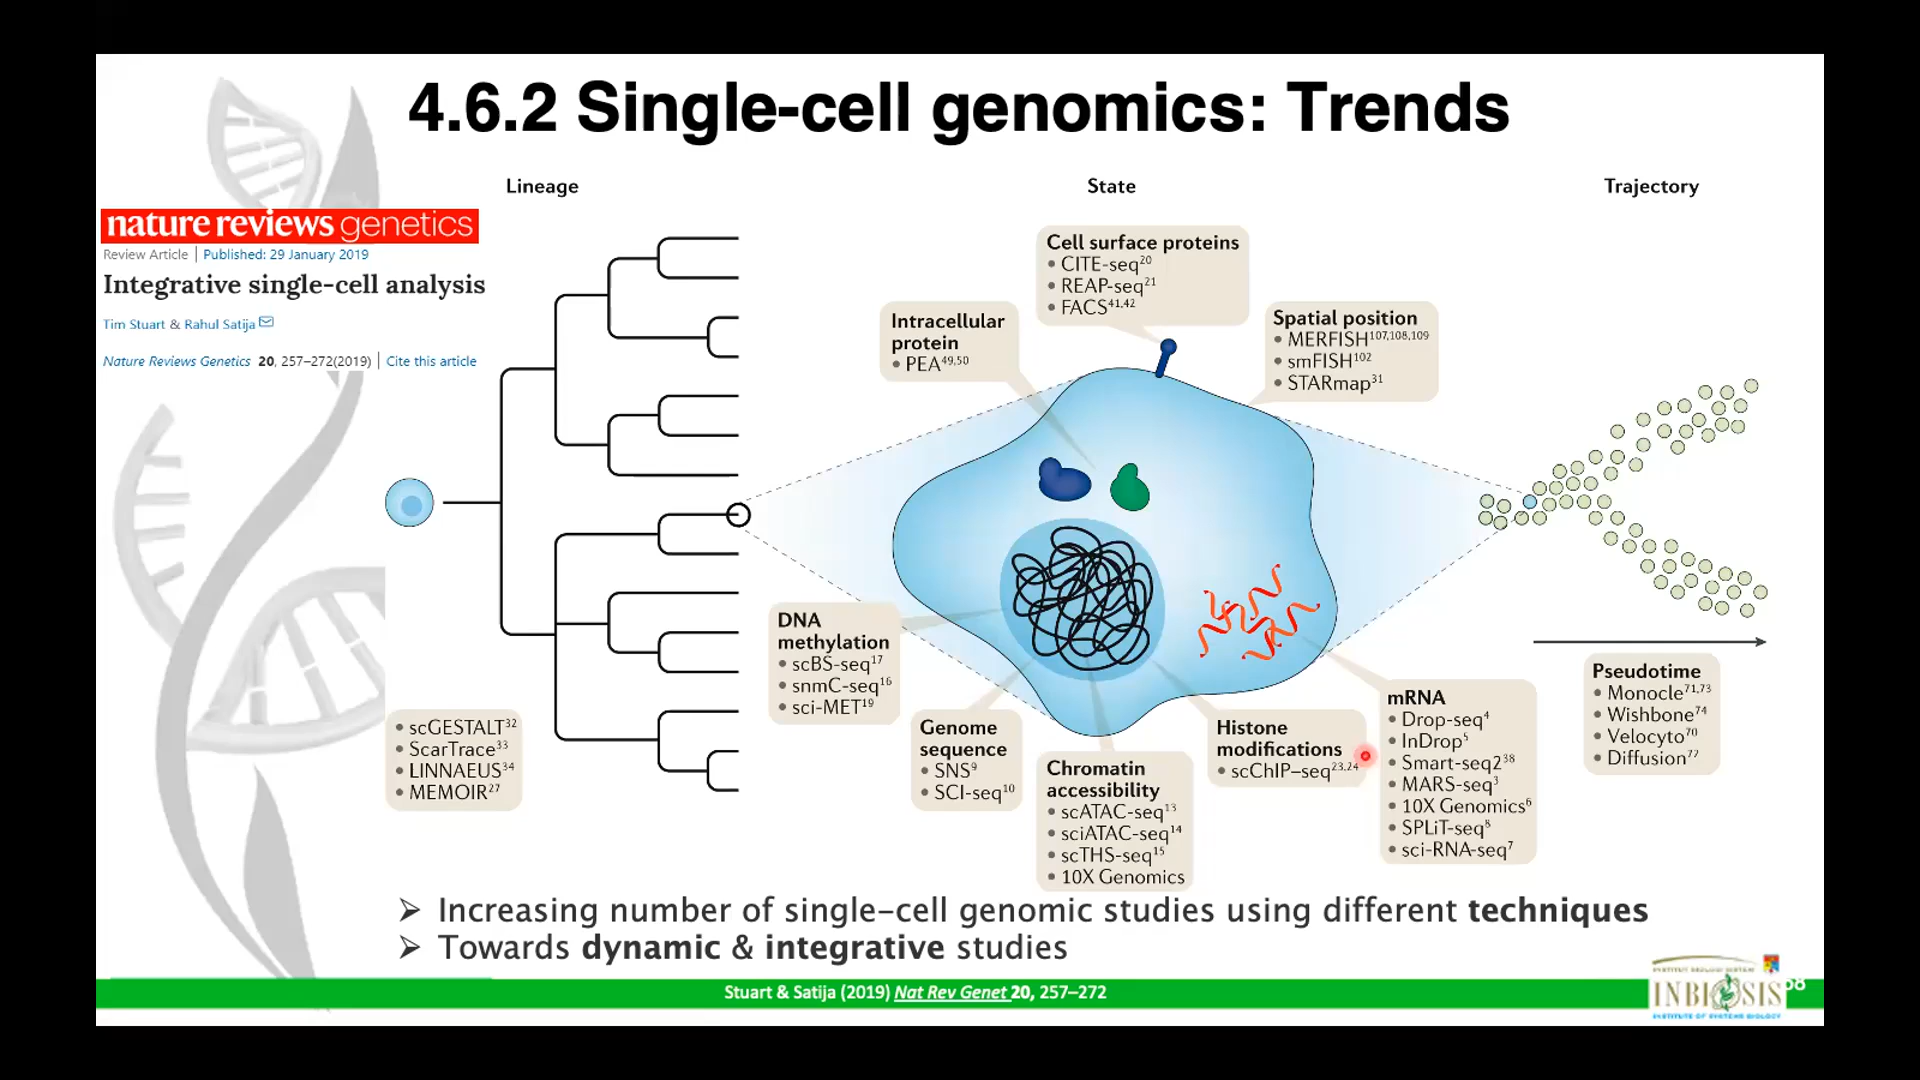 4.6.2 Single-cell genomics: Trends
Lineage
State
Trajectory
nature reviews genetics
Review Article | Published: 29 January 2019
Integrative single-cell analysis
Tim Stuart & Rahul Satija
Nature Reviews Genetics 20, 257–272(2019) | Cite this article
Cell surface proteins
• CITE-seq20
• REAP-seq21
• FACS41,42
Intracellular
protein
• PEA49,50
Spatial position
• MERFISH107,108,109
• smFISH102
• STARmap31
DNA
methylation
• scBS-seq17
• snmC-seq16
• sci-MET19
• scGESTALT32
• ScarTrace33
• LINNAEUS34
• MEMOIR27
Genome
sequence
• SNS9
• SCI-seq10
Chromatin
accessibility
• scATAC-seq13
• sciATAC-seq14
• scTHS-seq15
• 10X Genomics
Histone
modifications
• scChIP–seq23,24
mRNA
• Drop-seq4
• InDrop5
• Smart-seq238
• MARS-seq3
• 10X Genomics6
• SPLiT-seq8
• sci-RNA-seq7
Pseudotime
• Monocle71,73
• Wishbone74
• Velocyto70
• Diffusion77
➢ Increasing number of single–cell genomic studies using different techniques
➢ Towards dynamic & integrative studies
Stuart & Satija (2019) Nat Rev Genet 20, 257–272
INSTITUT BIOLOGI SISTEM
INBIOSIS
INSTITUTE OF SYSTEMS BIOLOGY